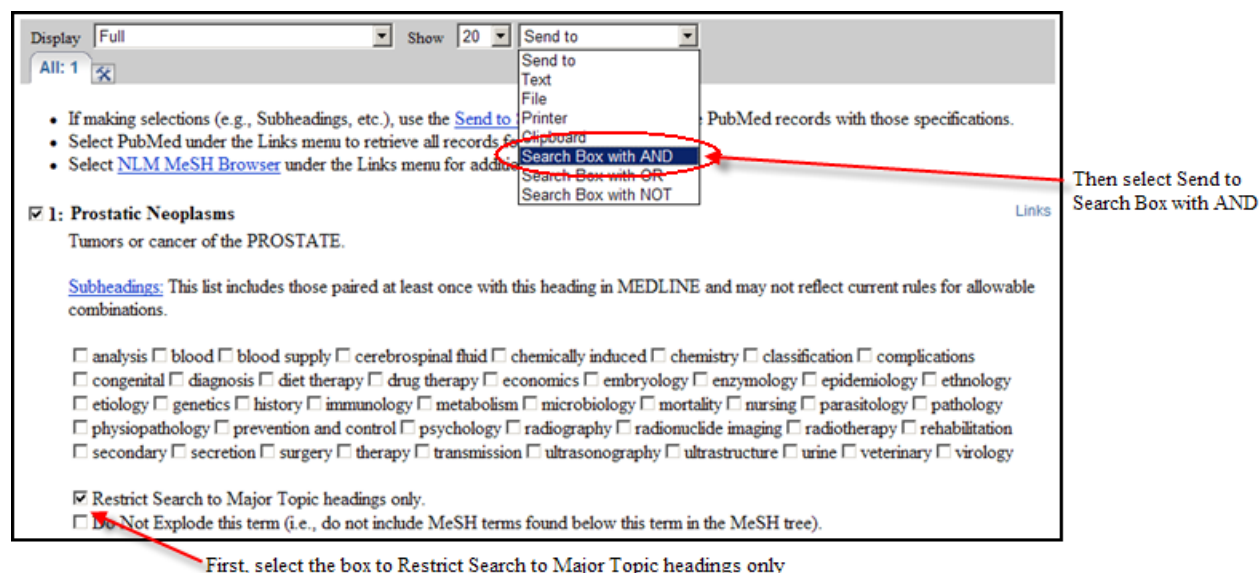 Display Full Show 20 Send to
All: 1
Send to
Text
File
Printer
Clipboard
Search Box with AND
Search Box with OR
Search Box with NOT
If making selections (e.g., Subheadings, etc.), use the Send to PubMed records with those specifications.
Select PubMed under the Links menu to retrieve all records
Select NLM MeSH Browser under the Links menu for additi
Then select Send to
Search Box with AND
1: Prostatic Neoplasms Links
Tumors or cancer of the PROSTATE.
Subheadings: This list includes those paired at least once with this heading in MEDLINE and may not reflect current rules for allowable
combinations.
analysis blood blood supply cerebrospinal fluid chemically induced chemistry classification complications
congenital diagnosis diet therapy drug therapy economics embryology enzymology epidemiology ethnology
etiology genetics history immunology metabolism microbiology mortality nursing parasitology pathology
physiopathology prevention and control psychology radiography radionuclide imaging radiotherapy rehabilitation
secondary secretion surgery therapy transmission ultrasonography ultrastructure urine veterinary virology
Restrict Search to Major Topic headings only.
Do Not Explode this term (i.e., do not include MeSH terms found below this term in the MeSH tree).
First, select the box to Restrict Search to Major Topic headings only